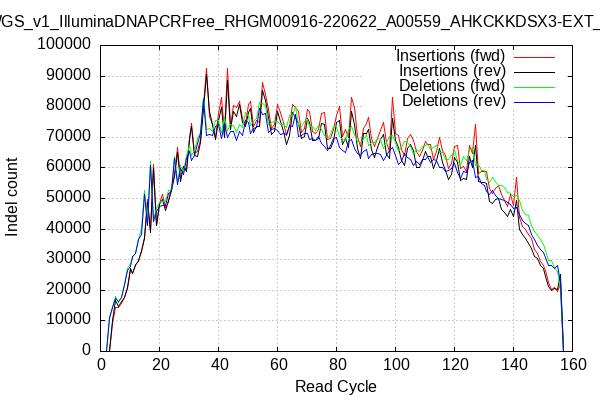 WGS_v1_IlluminaDNAPCRFree_RHGM00916-220622_A00559_AHKCKKDSX3-EXT_
100000
90000
80000
70000
60000
50000
40000
30000
20000
10000
0
Indel count
Insertions (fwd)
Insertions (rev)
Deletions (fwd)
Deletions (rev)
0 20 40 60 80 100 120 140 160
Read Cycle